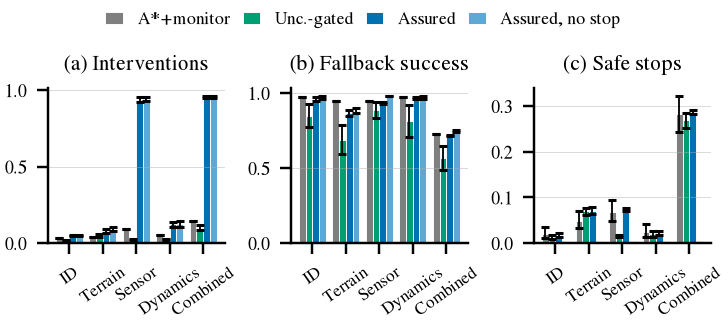 A*+monitor Unc.-gated Assured Assured, no stop
(a) Interventions (b) Fallback success (c) Safe stops
1.0
0.5
0.0
ID Terrain Sensor Dynamics Combined
1.0
0.5
0.0
ID Terrain Sensor Dynamics Combined
0.3
0.2
0.1
0.0
ID Terrain Sensor Dynamics Combined